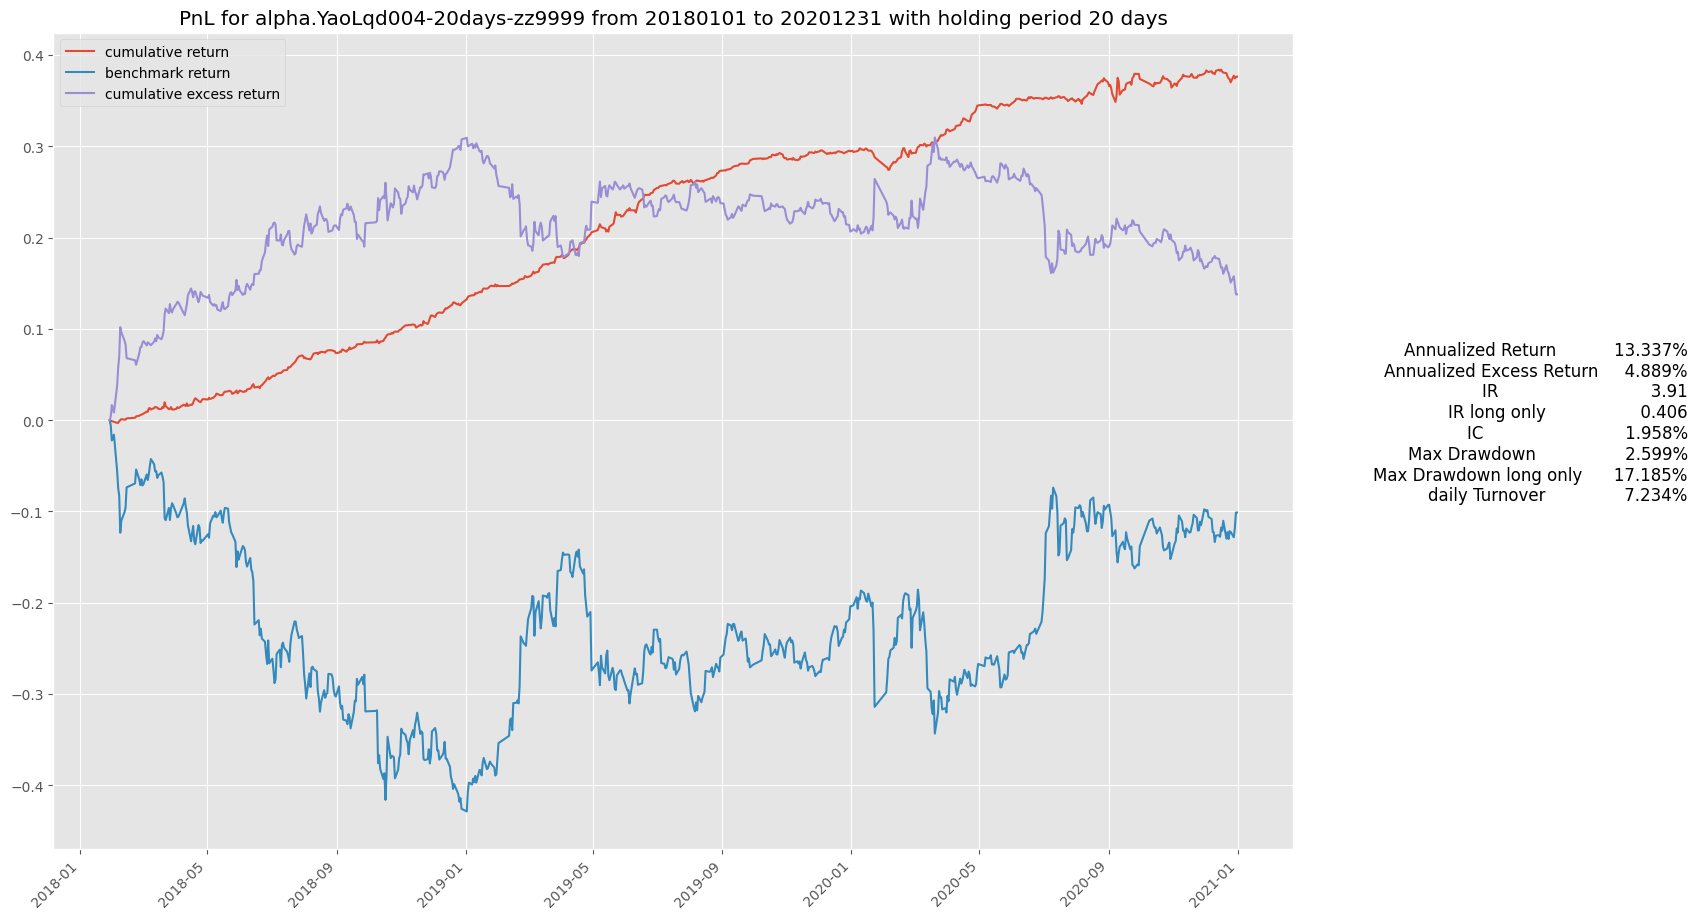 PnL for alpha.YaoLqd004-20days-zz9999 from 20180101 to 20201231 with holding period 20 days
cumulative return
benchmark return
cumulative excess return
0.4
0.3
0.2
0.1
0.0
−0.1
−0.2
−0.3
−0.4
2018-01
2018-05
2018-09
2019-01
2019-05
2019-09
2020-01
2020-05
2020-09
2021-01
Annualized Return 13.337%
Annualized Excess Return 4.889%
IR 3.91
IR long only 0.406
IC 1.958%
Max Drawdown 2.599%
Max Drawdown long only 17.185%
daily Turnover 7.234%